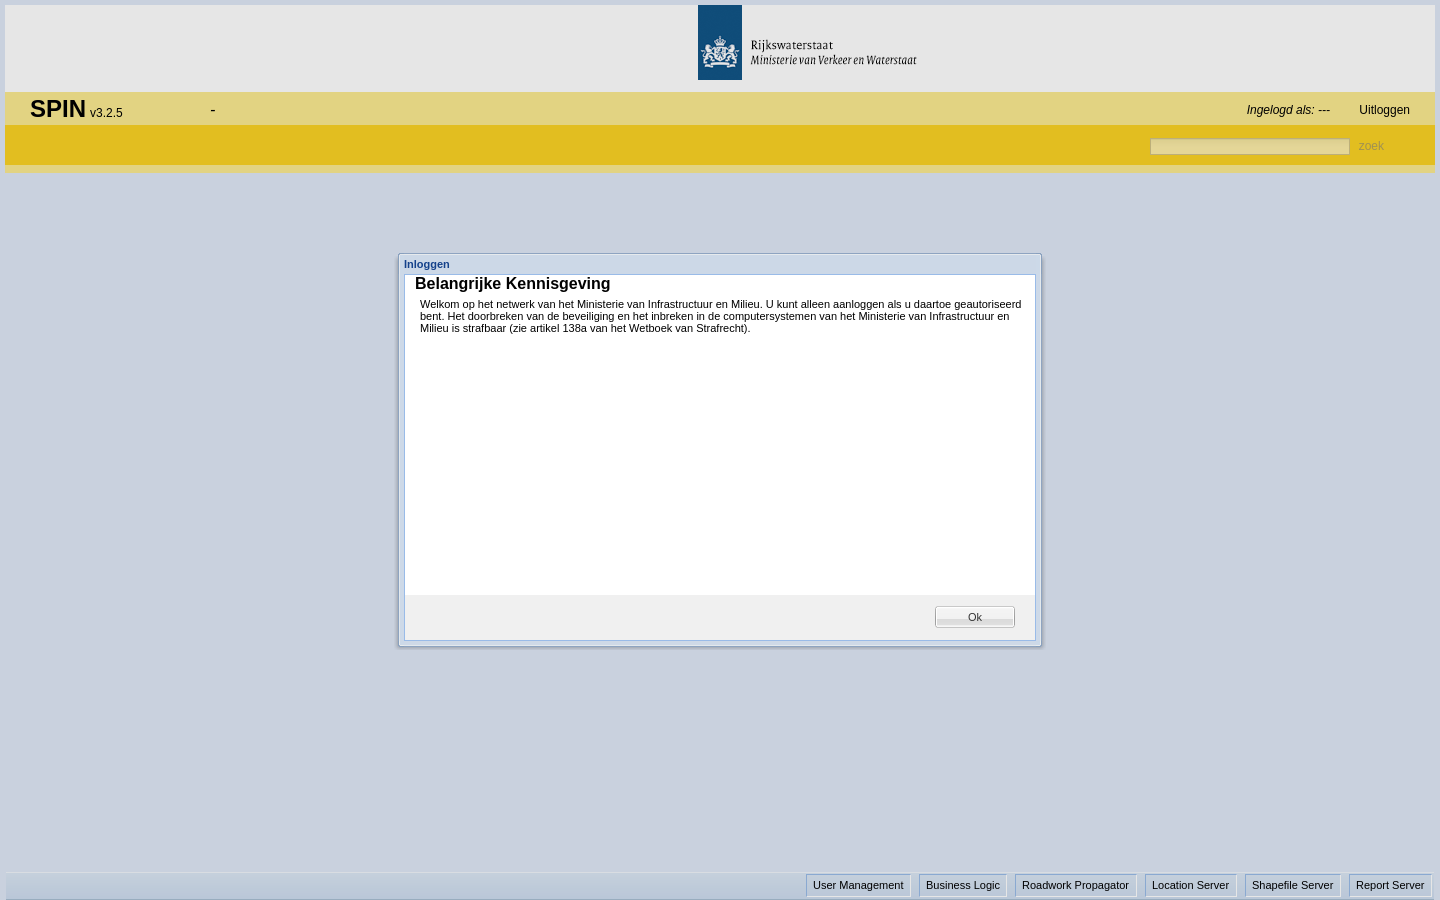 Rijkswaterstaat
Ministerie van Verkeer en Waterstaat
SPIN v3.2.5 - Ingelogd als: --- Uitloggen
zoek
Inloggen
Belangrijke Kennisgeving
Welkom op het netwerk van het Ministerie van Infrastructuur en Milieu. U kunt alleen aanloggen als u daartoe geautoriseerd
bent. Het doorbreken van de beveiliging en het inbreken in de computersystemen van het Ministerie van Infrastructuur en
Milieu is strafbaar (zie artikel 138a van het Wetboek van Strafrecht).
Ok
User Management Business Logic Roadwork Propagator Location Server Shapefile Server Report Server